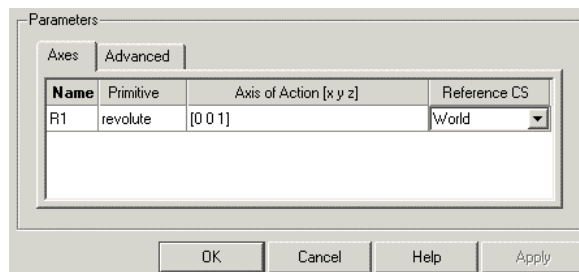 Parameters
Axes Advanced
Name Primitive Axis of Action [x y z] Reference CS
R1 revolute [0 0 1] World
OK Cancel Help Apply